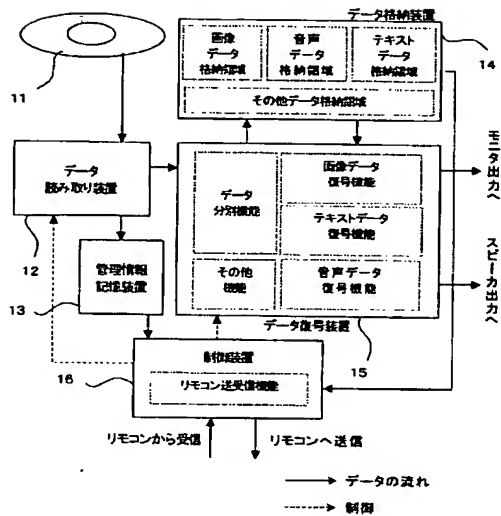 データ格納装置
画像
データ
格納領域
音声
データ
格納領域
テキスト
データ
格納領域
その他データ格納領域
11
14
データ
読み取り装置
12
データ
分別機能
画像データ
復号機能
テキストデータ
復号機能
その他
機能
音声データ
復号機能
データ復号装置
15
モニタ出力へ
スピーカ出力へ
管理情報
記憶装置
13
制御装置
16
リモコン送受信機能
リモコンから受信
リモコンへ送信
データの流れ
制御